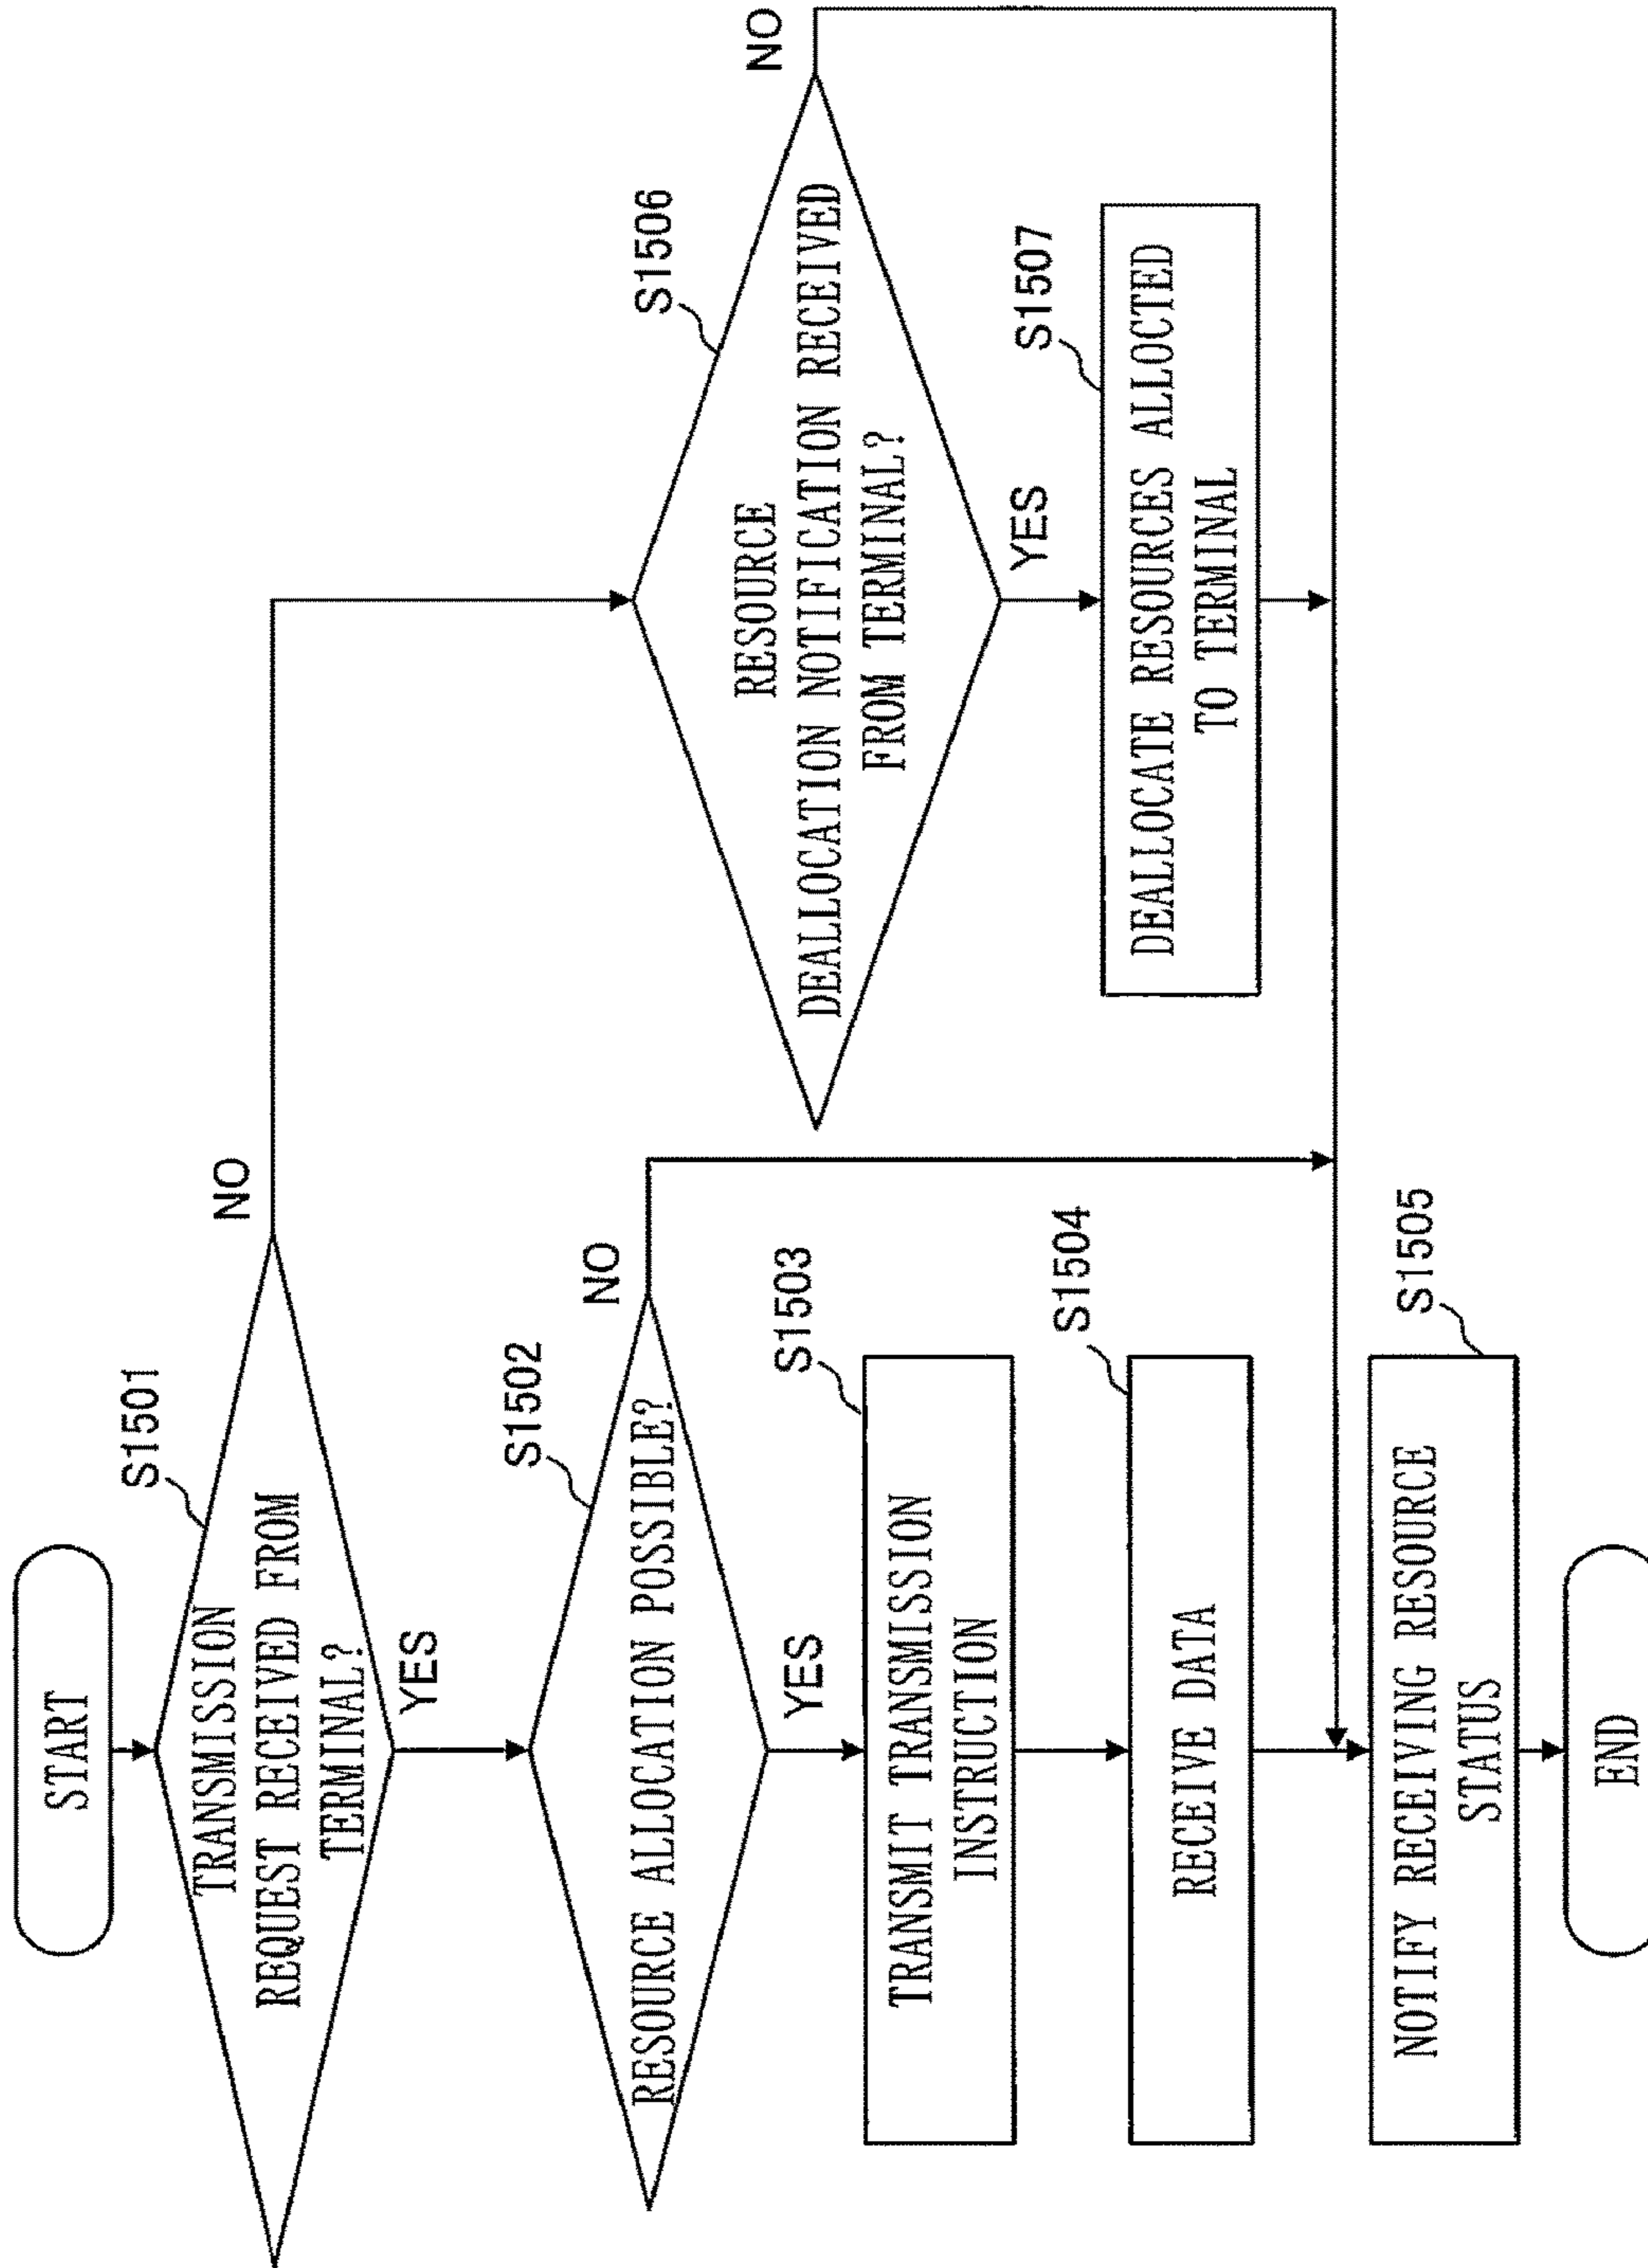 START
S1501
TRANSMISSION
REQUEST RECEIVED FROM
TERMINAL?
NO
YES
S1502
RESOURCE ALLOCATION POSSIBLE?
NO
YES
S1503
TRANSMIT TRANSMISSION
INSTRUCTION
S1504
RECEIVE DATA
S1505
NOTIFY RECEIVING RESOURCE
STATUS
END
S1506
RESOURCE
DEALLOCATION NOTIFICATION RECEIVED
FROM TERMINAL?
NO
YES
S1507
DEALLOCATE RESOURCES ALLOCTED
TO TERMINAL